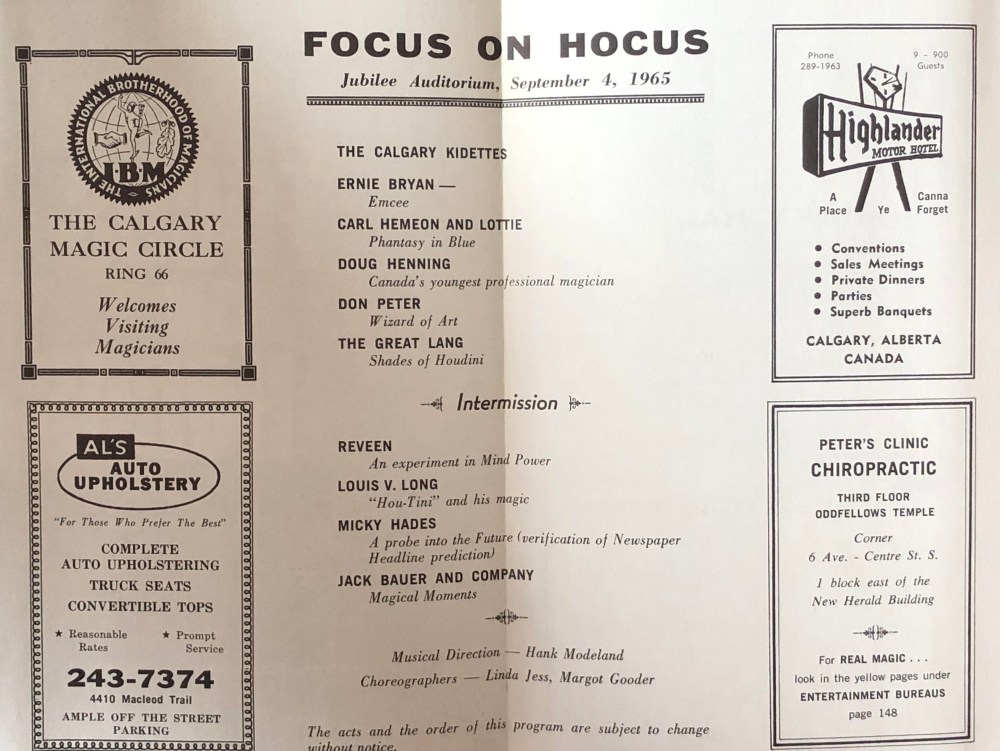 FOCUS ON HOCUS
Jubilee Auditorium, September 4, 1965
THE INTERNATIONAL BROTHERHOOD OF MAGICIANS
I·B·M
THE CALGARY
MAGIC CIRCLE
RING 66
Welcomes
Visiting
Magicians
AL'S
AUTO
UPHOLSTERY
"For Those Who Prefer The Best"
COMPLETE
AUTO UPHOLSTERING
TRUCK SEATS
CONVERTIBLE TOPS
★ Reasonable Rates
★ Prompt Service
243-7374
4410 Macleod Trail
AMPLE OFF THE STREET
PARKING
THE CALGARY KIDETTES
ERNIE BRYAN —
Emcee
CARL HEMEON AND LOTTIE
Phantasy in Blue
DOUG HENNING
Canada's youngest professional magician
DON PETER
Wizard of Art
THE GREAT LANG
Shades of Houdini
Intermission
REVEEN
An experiment in Mind Power
LOUIS V. LONG
"Hou-Tini" and his magic
MICKY HADES
A probe into the Future (verification of Newspaper
Headline prediction)
JACK BAUER AND COMPANY
Magical Moments
Musical Direction — Hank Modeland
Choreographers — Linda Jess, Margot Gooder
The acts and the order of this program are subject to change
without notice.
Phone
289-1963
9 - 900
Guests
Highlander
MOTOR HOTEL
A
Place
Ye
Canna
Forget
• Conventions
• Sales Meetings
• Private Dinners
• Parties
• Superb Banquets
CALGARY, ALBERTA
CANADA
PETER'S CLINIC
CHIROPRACTIC
THIRD FLOOR
ODDFELLOWS TEMPLE
Corner
6 Ave. - Centre St. S.
1 block east of the
New Herald Building
For REAL MAGIC . . .
look in the yellow pages under
ENTERTAINMENT BUREAUS
page 148